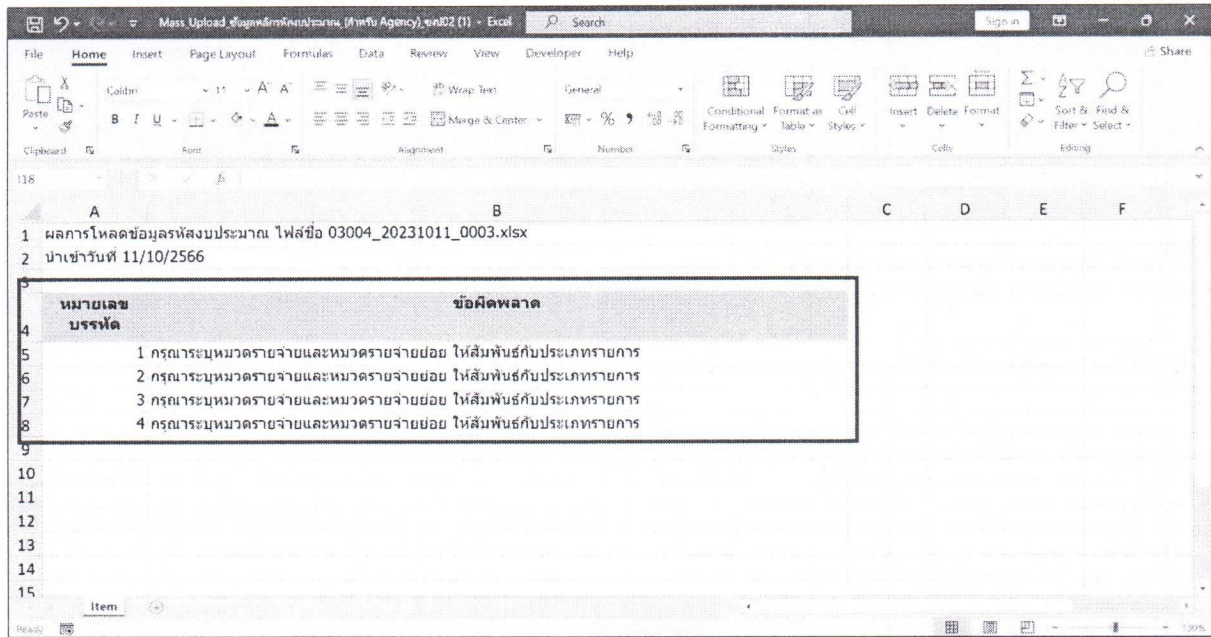 Mass_Upload_ข้อมูลหลักรหัสงบประมาณ_(สำหรับ Agency)_ขงป02 (1) - Excel
Search
Sign in
File Home Insert Page Layout Formulas Data Review View Developer Help
Share
Paste
Calibri 11
Wrap Text
General
Merge & Center
Conditional Formatting
Format as Table
Cell Styles
Insert Delete Format
Sort & Filter
Find & Select
Clipboard Font Alignment Number Styles Cells Editing
I18
A B C D E F
1 ผลการโหลดข้อมูลรหัสงบประมาณ ไฟล์ชื่อ 03004_20231011_0003.xlsx
2 นำเข้าวันที่ 11/10/2566
3
4 หมายเลขบรรทัด ข้อผิดพลาด
5 1 กรุณาระบุหมวดรายจ่ายและหมวดรายจ่ายย่อย ให้สัมพันธ์กับประเภทรายการ
6 2 กรุณาระบุหมวดรายจ่ายและหมวดรายจ่ายย่อย ให้สัมพันธ์กับประเภทรายการ
7 3 กรุณาระบุหมวดรายจ่ายและหมวดรายจ่ายย่อย ให้สัมพันธ์กับประเภทรายการ
8 4 กรุณาระบุหมวดรายจ่ายและหมวดรายจ่ายย่อย ให้สัมพันธ์กับประเภทรายการ
9
10
11
12
13
14
15
Item
Ready